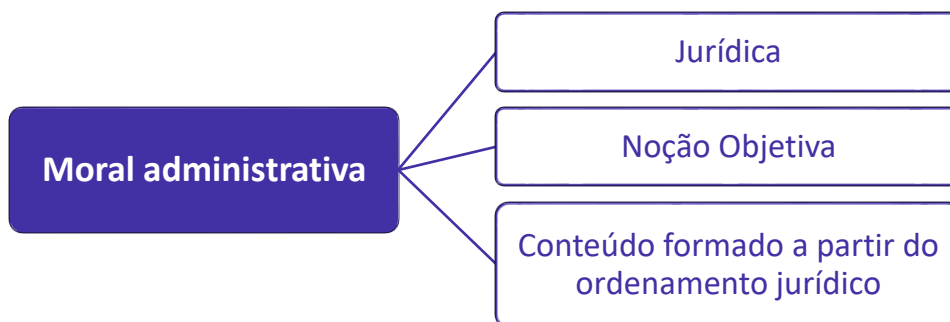 Moral administrativa
Jurídica
Noção Objetiva
Conteúdo formado a partir do
ordenamento jurídico